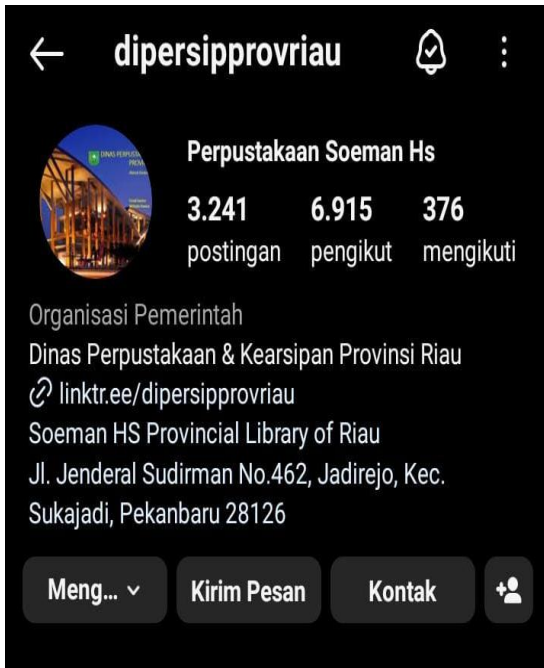 dipersipprovriau
DINAS PERPUSTAKA
Perpustakaan Soeman Hs
3.241 6.915 376
postingan pengikut mengikuti
Organisasi Pemerintah
Dinas Perpustakaan & Kearsipan Provinsi Riau
linktr.ee/dipersipprovriau
Soeman HS Provincial Library of Riau
Jl. Jenderal Sudirman No.462, Jadirejo, Kec.
Sukajadi, Pekanbaru 28126
Meng... Kirim Pesan Kontak